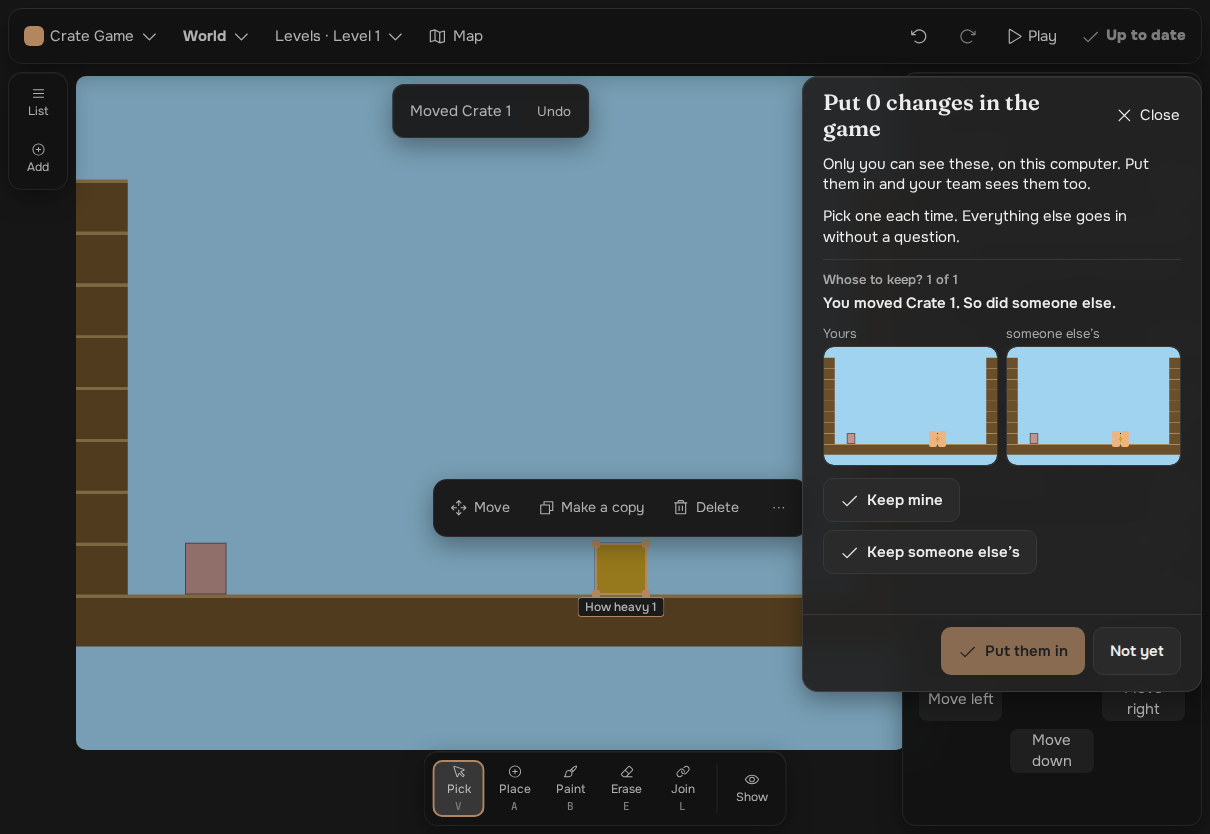 Crate Game
World
Levels · Level 1
Map
Play
Up to date
List
Add
Moved Crate 1
Undo
Put 0 changes in the
game
Close
Only you can see these, on this computer. Put
them in and your team sees them too.
Pick one each time. Everything else goes in
without a question.
Whose to keep? 1 of 1
You moved Crate 1. So did someone else.
Yours
someone else's
Keep mine
Keep someone else's
Put them in
Not yet
Move
Make a copy
Delete
How heavy 1
Move left
Move
right
Move
down
Pick
V
Place
A
Paint
B
Erase
E
Join
L
Show